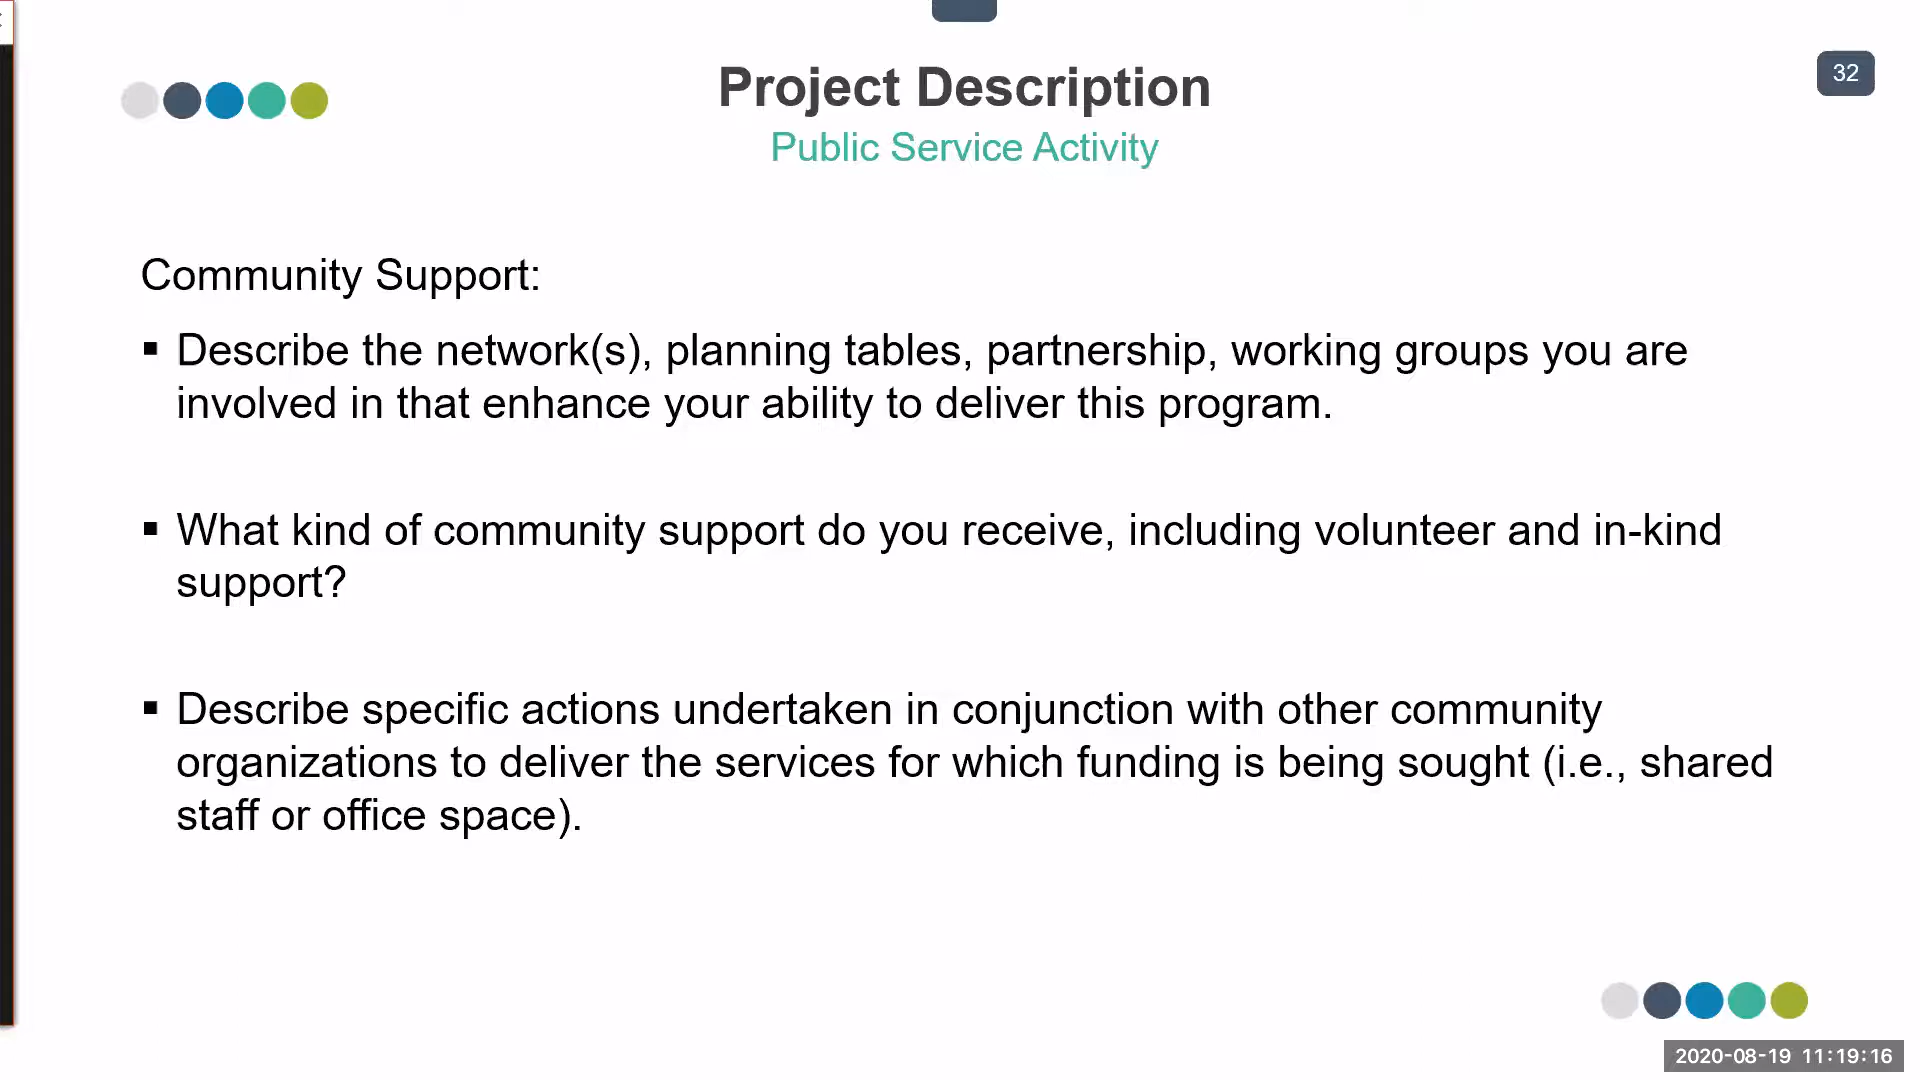 Project Description
32
Public Service Activity
Community Support:
▪ Describe the network(s), planning tables, partnership, working groups you are
involved in that enhance your ability to deliver this program.
▪ What kind of community support do you receive, including volunteer and in-kind
support?
▪ Describe specific actions undertaken in conjunction with other community
organizations to deliver the services for which funding is being sought (i.e., shared
staff or office space).
2020-08-19 11:19:16